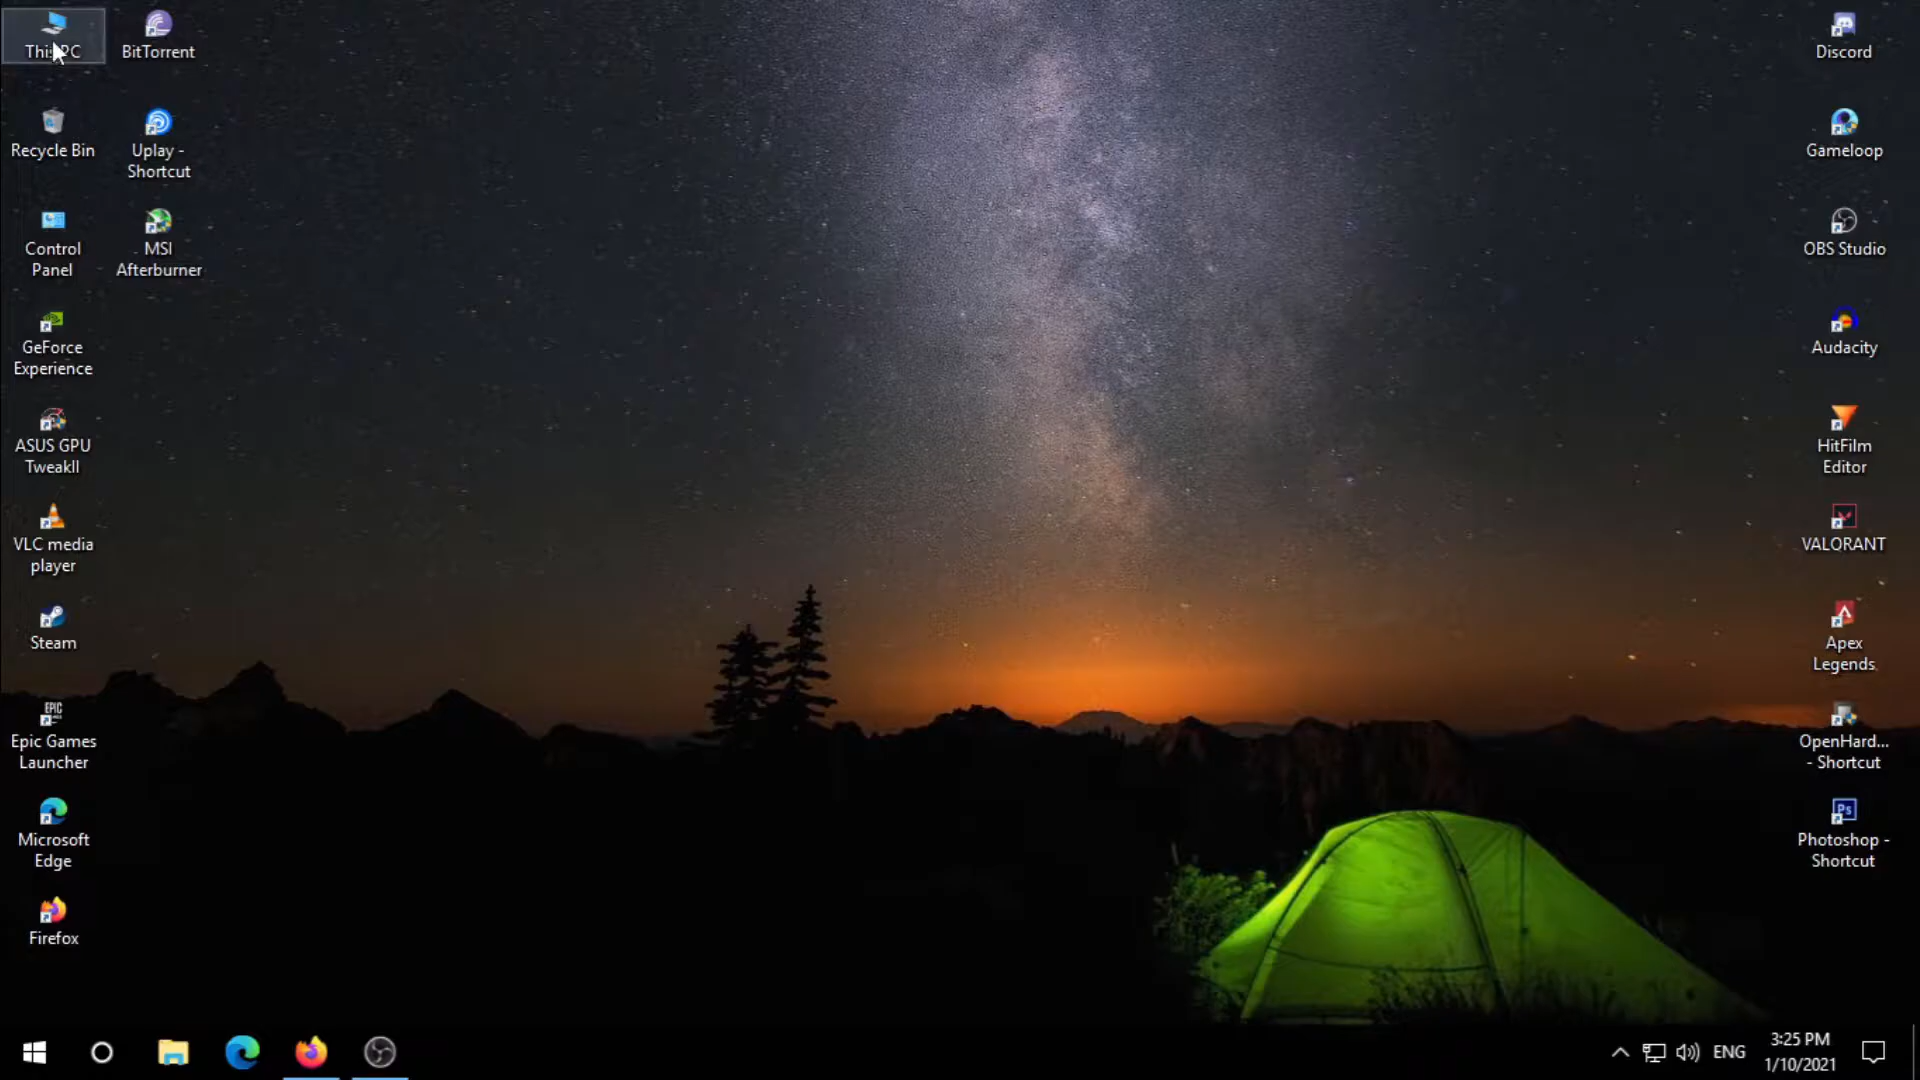 This PC
BitTorrent
Recycle Bin
Uplay -
Shortcut
Control
Panel
MSI
Afterburner
GeForce
Experience
ASUS GPU
TweakII
VLC media
player
Steam
EPIC
Epic Games
Launcher
Microsoft
Edge
Firefox
Discord
Gameloop
OBS Studio
Audacity
HitFilm
Editor
VALORANT
Apex
Legends
OpenHard...
- Shortcut
Ps
Photoshop -
Shortcut
ENG
3:25 PM
1/10/2021